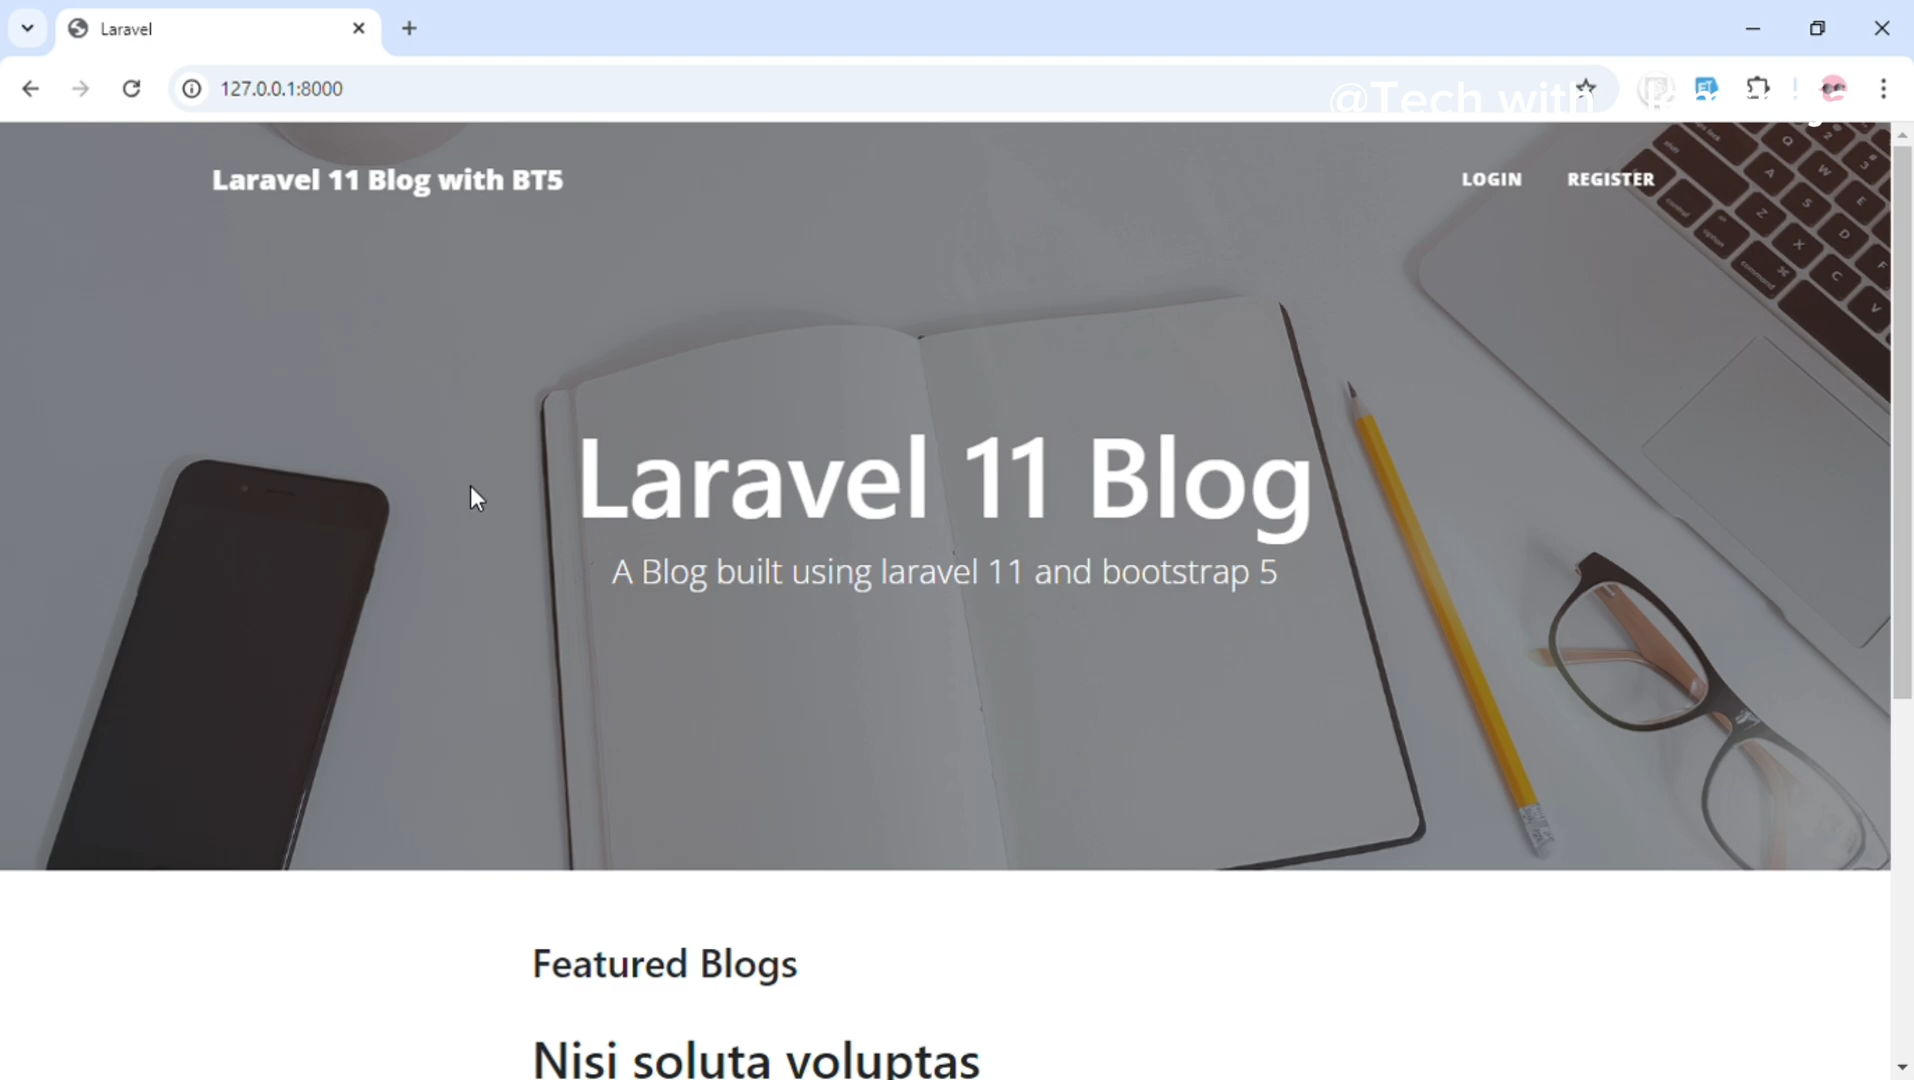 Laravel
127.0.0.1:8000
@Tech with
Laravel 11 Blog with BT5
LOGIN
REGISTER
Laravel 11 Blog
A Blog built using laravel 11 and bootstrap 5
Featured Blogs
Nisi soluta voluptas